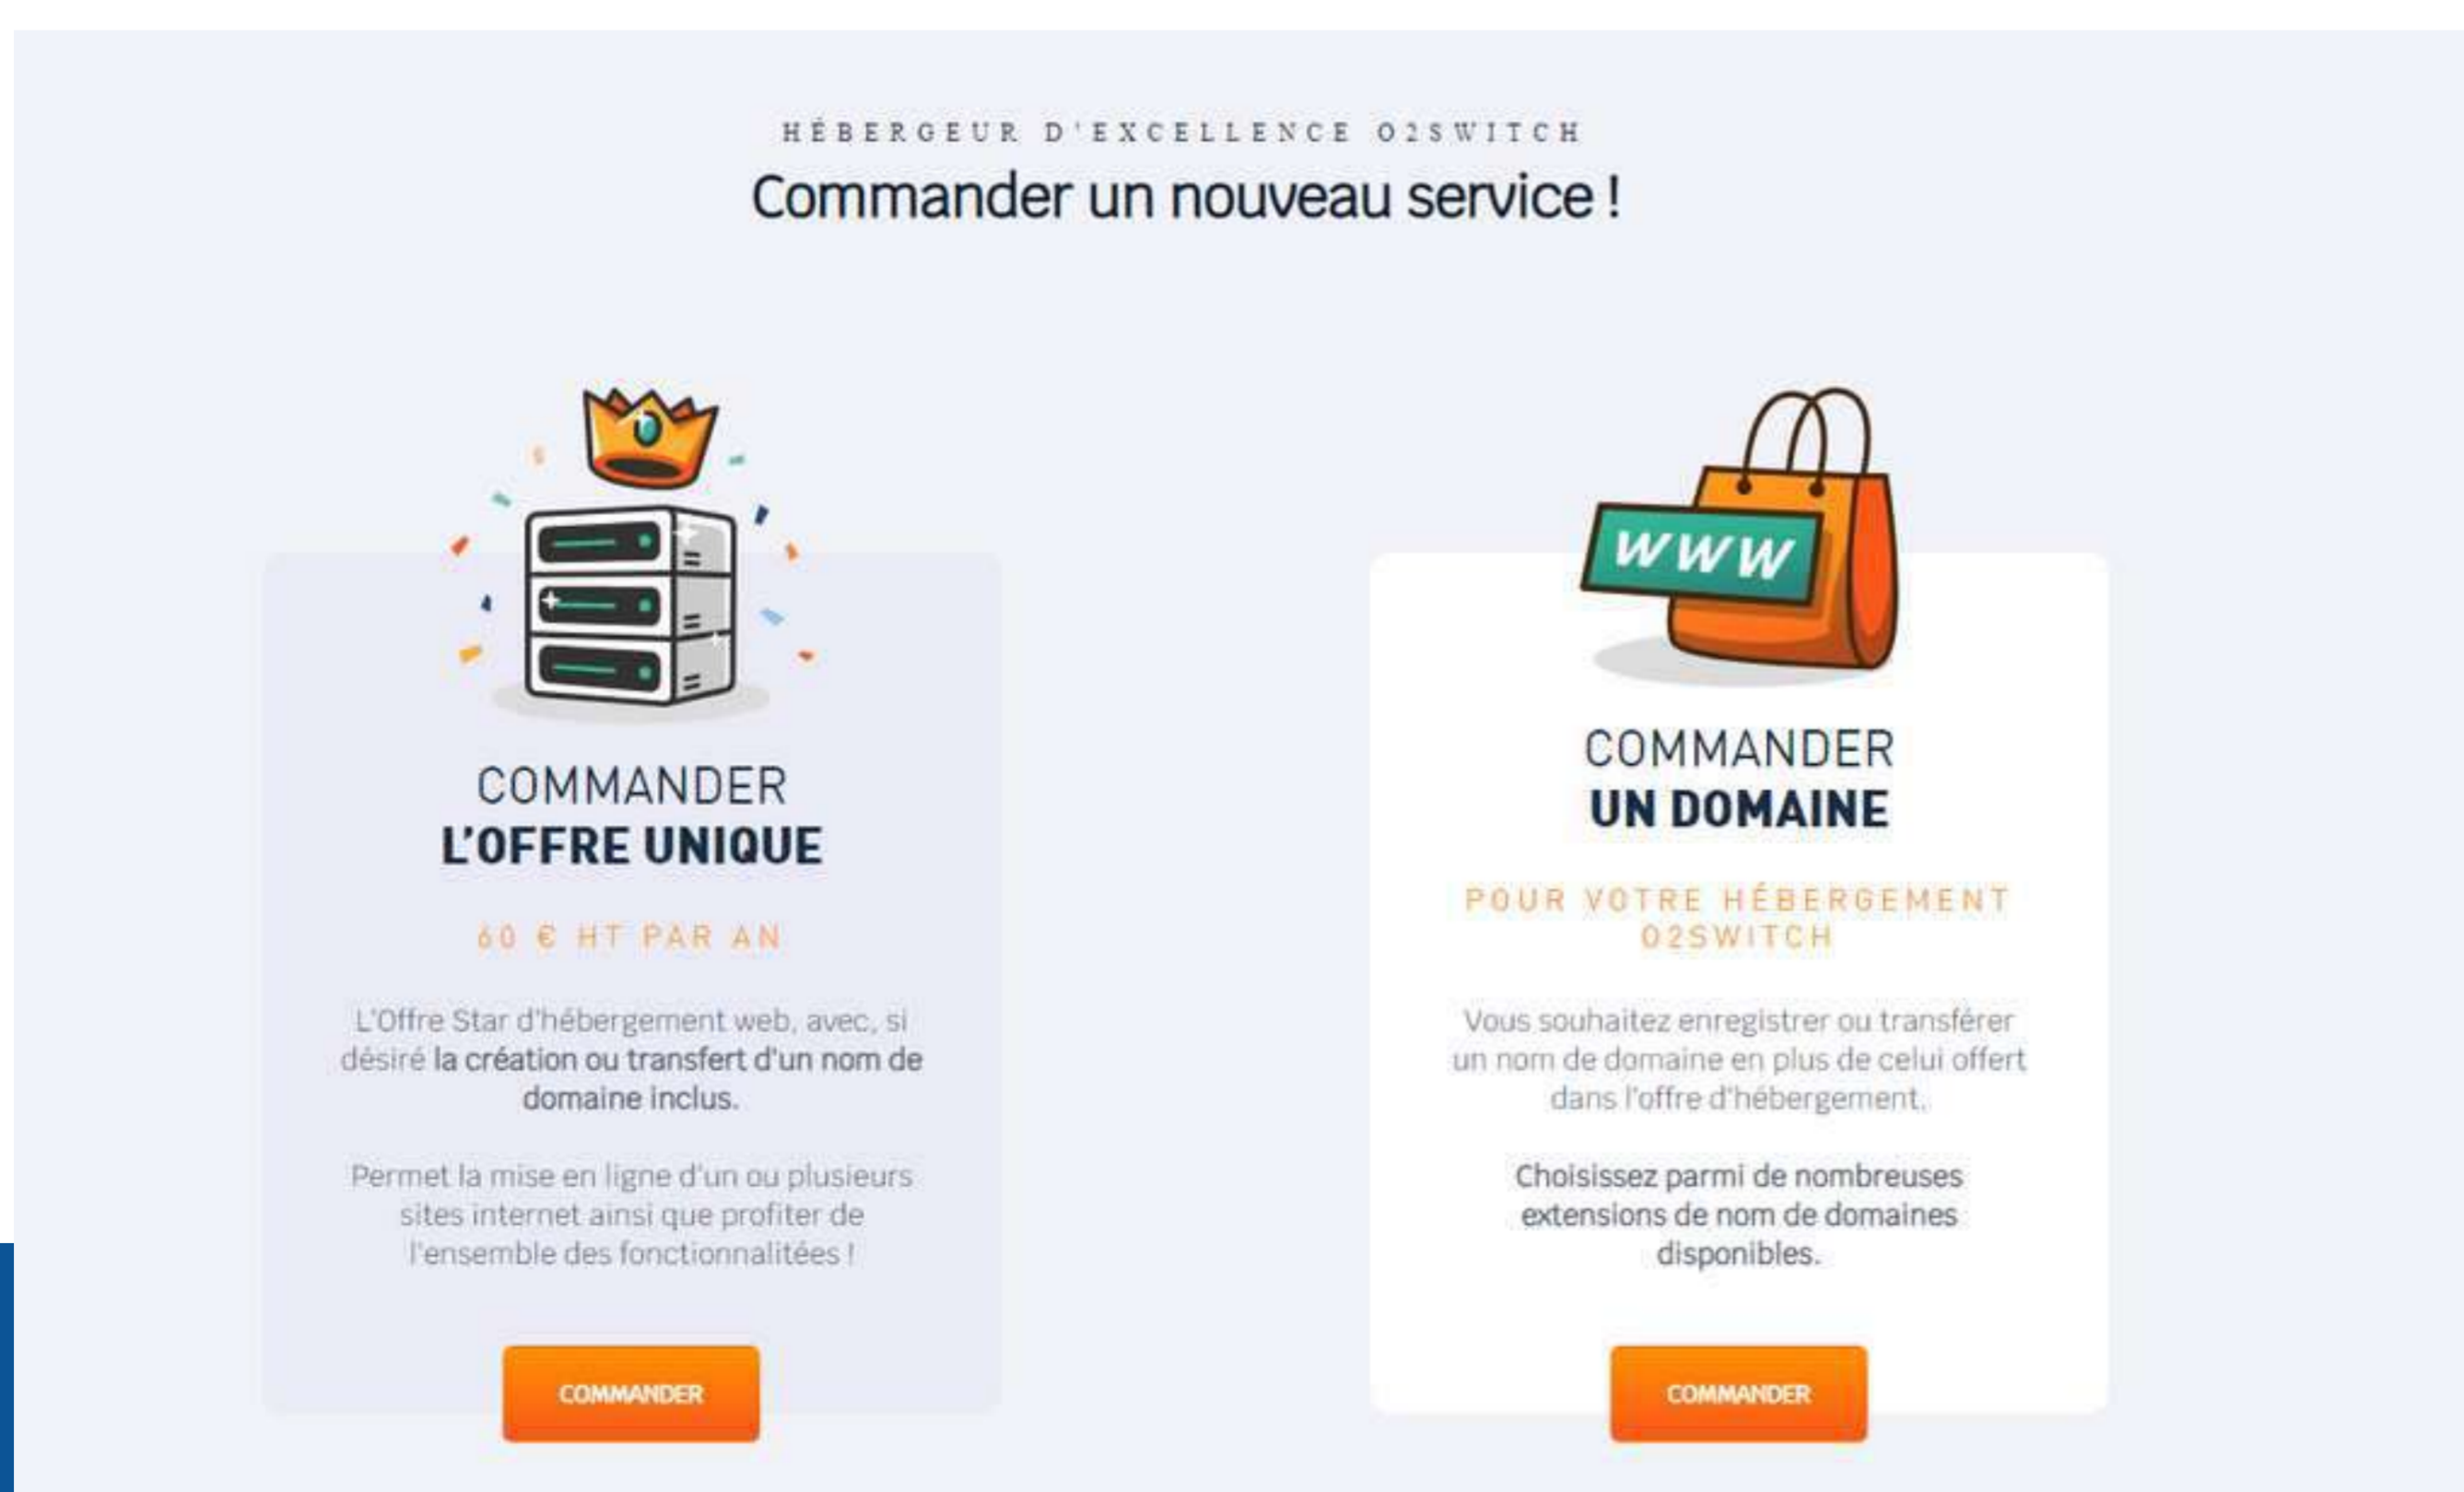 HÉBERGEUR D'EXCELLENCE O2SWITCH
Commander un nouveau service !
COMMANDER
L'OFFRE UNIQUE
60 € HT PAR AN
L'Offre Star d'hébergement web, avec, si
désiré la création ou transfert d'un nom de
domaine inclus.
Permet la mise en ligne d'un ou plusieurs
sites internet ainsi que profiter de
l'ensemble des fonctionnalitées !
COMMANDER
WWW
COMMANDER
UN DOMAINE
POUR VOTRE HÉBERGEMENT
O2SWITCH
Vous souhaitez enregistrer ou transférer
un nom de domaine en plus de celui offert
dans l'offre d'hébergement.
Choisissez parmi de nombreuses
extensions de nom de domaines
disponibles.
COMMANDER